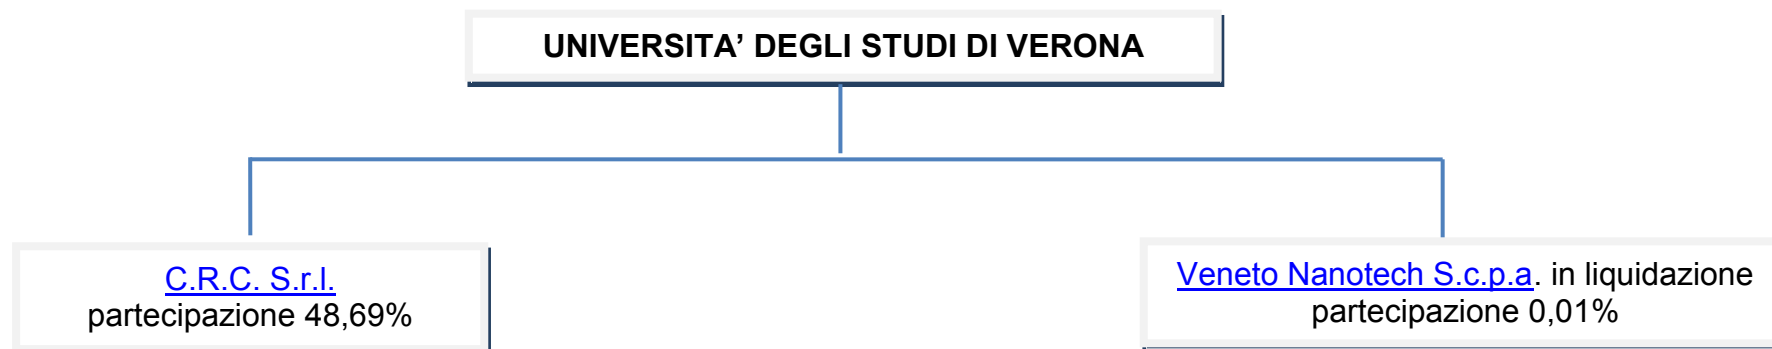 UNIVERSITA’ DEGLI STUDI DI VERONA
C.R.C. S.r.l.
partecipazione 48,69%
Veneto Nanotech S.c.p.a. in liquidazione
partecipazione 0,01%